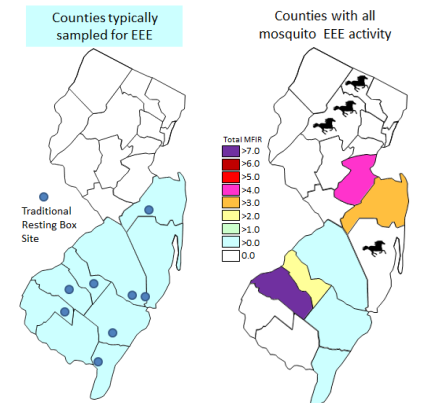 Counties typically
sampled for EEE
Counties with all
mosquito EEE activity
Traditional
Resting Box
Site
Total MFIR
>7.0
>6.0
>5.0
>4.0
>3.0
>2.0
>1.0
>0.0
0.0